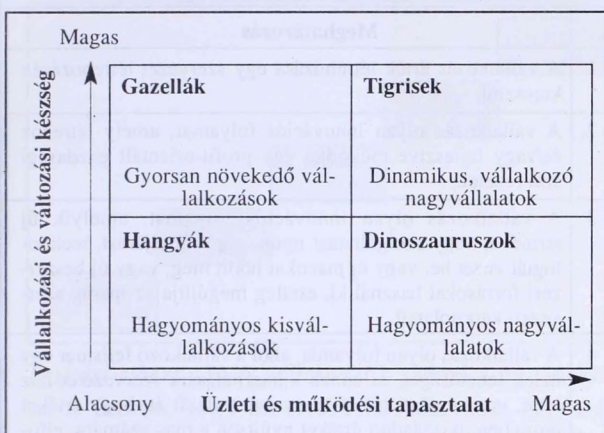 Magas
Gazellák
Tigrisek
Gyorsan növekedő vál-
lalkozások
Dinamikus, vállalkozó
nagyvállatok
Hangyák
Dinoszauruszok
Hagyományos kisvál-
lalkozások
Hagyományos nagyvál-
lalatok
Vállalkozási és változási készség
Alacsony
Üzleti és működési tapasztalat
Magas